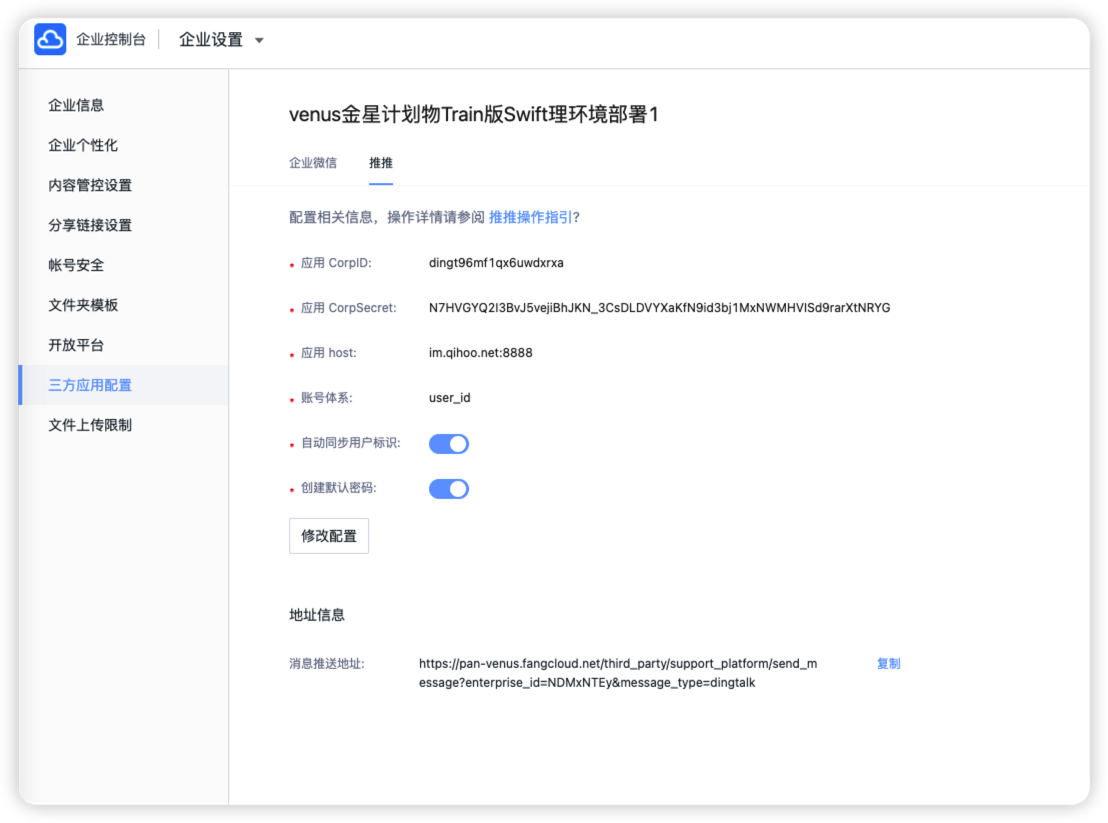 企业控制台
企业设置
企业信息
企业个性化
内容管控设置
分享链接设置
帐号安全
文件夹模板
开放平台
三方应用配置
文件上传限制
venus金星计划物Train版Swift理环境部署1
企业微信 推推
配置相关信息，操作详情请参阅 推推操作指引?
应用 CorpID: dingt96mf1qx6uwdxrxa
应用 CorpSecret: N7HVGYQ2I3BvJ5vejiBhJKN_3CsDLDVYXaKfN9id3bj1MxNWMHVISd9rarXtNRYG
应用 host: im.qihoo.net:8888
账号体系: user_id
自动同步用户标识:
创建默认密码:
修改配置
地址信息
消息推送地址: https://pan-venus.fangcloud.net/third_party/support_platform/send_m 复制
essage?enterprise_id=NDMxNTEy&message_type=dingtalk